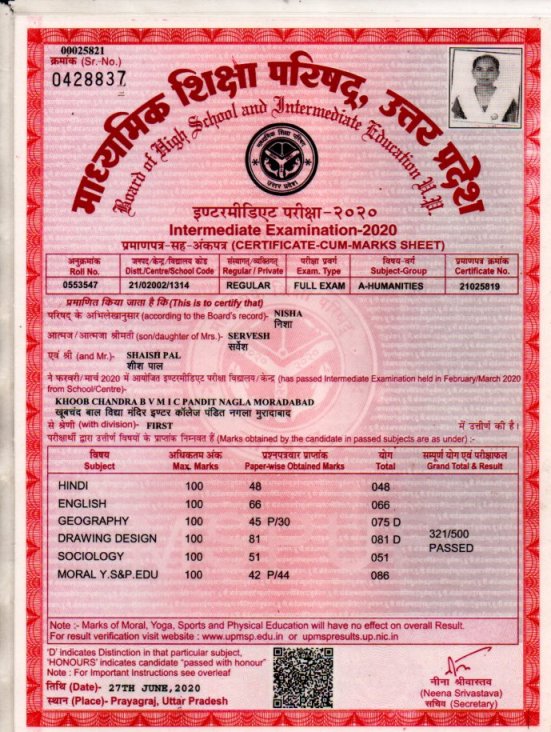 00025821
क्रमांक (Sr. No.)
0428837
माध्यमिक शिक्षा परिषद्, उत्तर प्रदेश
Board of High School and Intermediate Education U.P.
इण्टरमीडिएट परीक्षा-२०२०
Intermediate Examination-2020
प्रमाणपत्र-सह-अंकपत्र (CERTIFICATE-CUM-MARKS SHEET)
अनुक्रमांक जनपद/केन्द्र/विद्यालय कोड संस्थागत/व्यक्तिगत परीक्षा प्रवर्ग विषय-वर्ग प्रमाणपत्र क्रमांक
Roll No. Distt./Centre/School Code Regular / Private Exam. Type Subject-Group Certificate No.
0553547 21/02002/1314 REGULAR FULL EXAM A-HUMANITIES 21025819
प्रमाणित किया जाता है कि (This is to certify that)
परिषद के अभिलेखानुसार (according to the Board's record)- NISHA
निशा
आत्मज / आत्मजा श्रीमती (son/daughter of Mrs.)- SERVESH
सर्वेश
एवं श्री (and Mr.)- SHAISH PAL
शीश पाल
ने फरवरी/मार्च 2020 में आयोजित इण्टरमीडिएट परीक्षा विद्यालय/केन्द्र (has passed Intermediate Examination held in February/March 2020
from School/Centre)-
KHOOB CHANDRA B V M I C PANDIT NAGLA MORADABAD
खूबचंद बाल विद्या मंदिर इण्टर कॉलेज पंडित नगला मुरादाबाद
से श्रेणी (with division)- FIRST में उत्तीर्ण की है।
परीक्षार्थी द्वारा उत्तीर्ण विषयों के प्राप्तांक निम्नवत हैं (Marks obtained by the candidate in passed subjects are as under) :-
विषय अधिकतम अंक प्रश्नपत्रवार प्राप्तांक योग सम्पूर्ण योग एवं परीक्षाफल
Subject Max. Marks Paper-wise Obtained Marks Total Grand Total & Result
HINDI 100 48 048
ENGLISH 100 66 066
GEOGRAPHY 100 45 P/30 075 D
DRAWING DESIGN 100 81 081 D
321/500
PASSED
SOCIOLOGY 100 51 051
MORAL Y.S&P.EDU 100 42 P/44 086
Note :- Marks of Moral, Yoga, Sports and Physical Education will have no effect on overall Result.
For result verification visit website : www.upmsp.edu.in or upmspresults.up.nic.in
'D' indicates Distinction in that particular subject,
'HONOURS' indicates candidate "passed with honour"
Note : For Important Instructions see overleaf
तिथि (Date)- 27TH JUNE,2020
स्थान (Place)- Prayagraj, Uttar Pradesh
नीना श्रीवास्तव
(Neena Srivastava)
सचिव (Secretary)